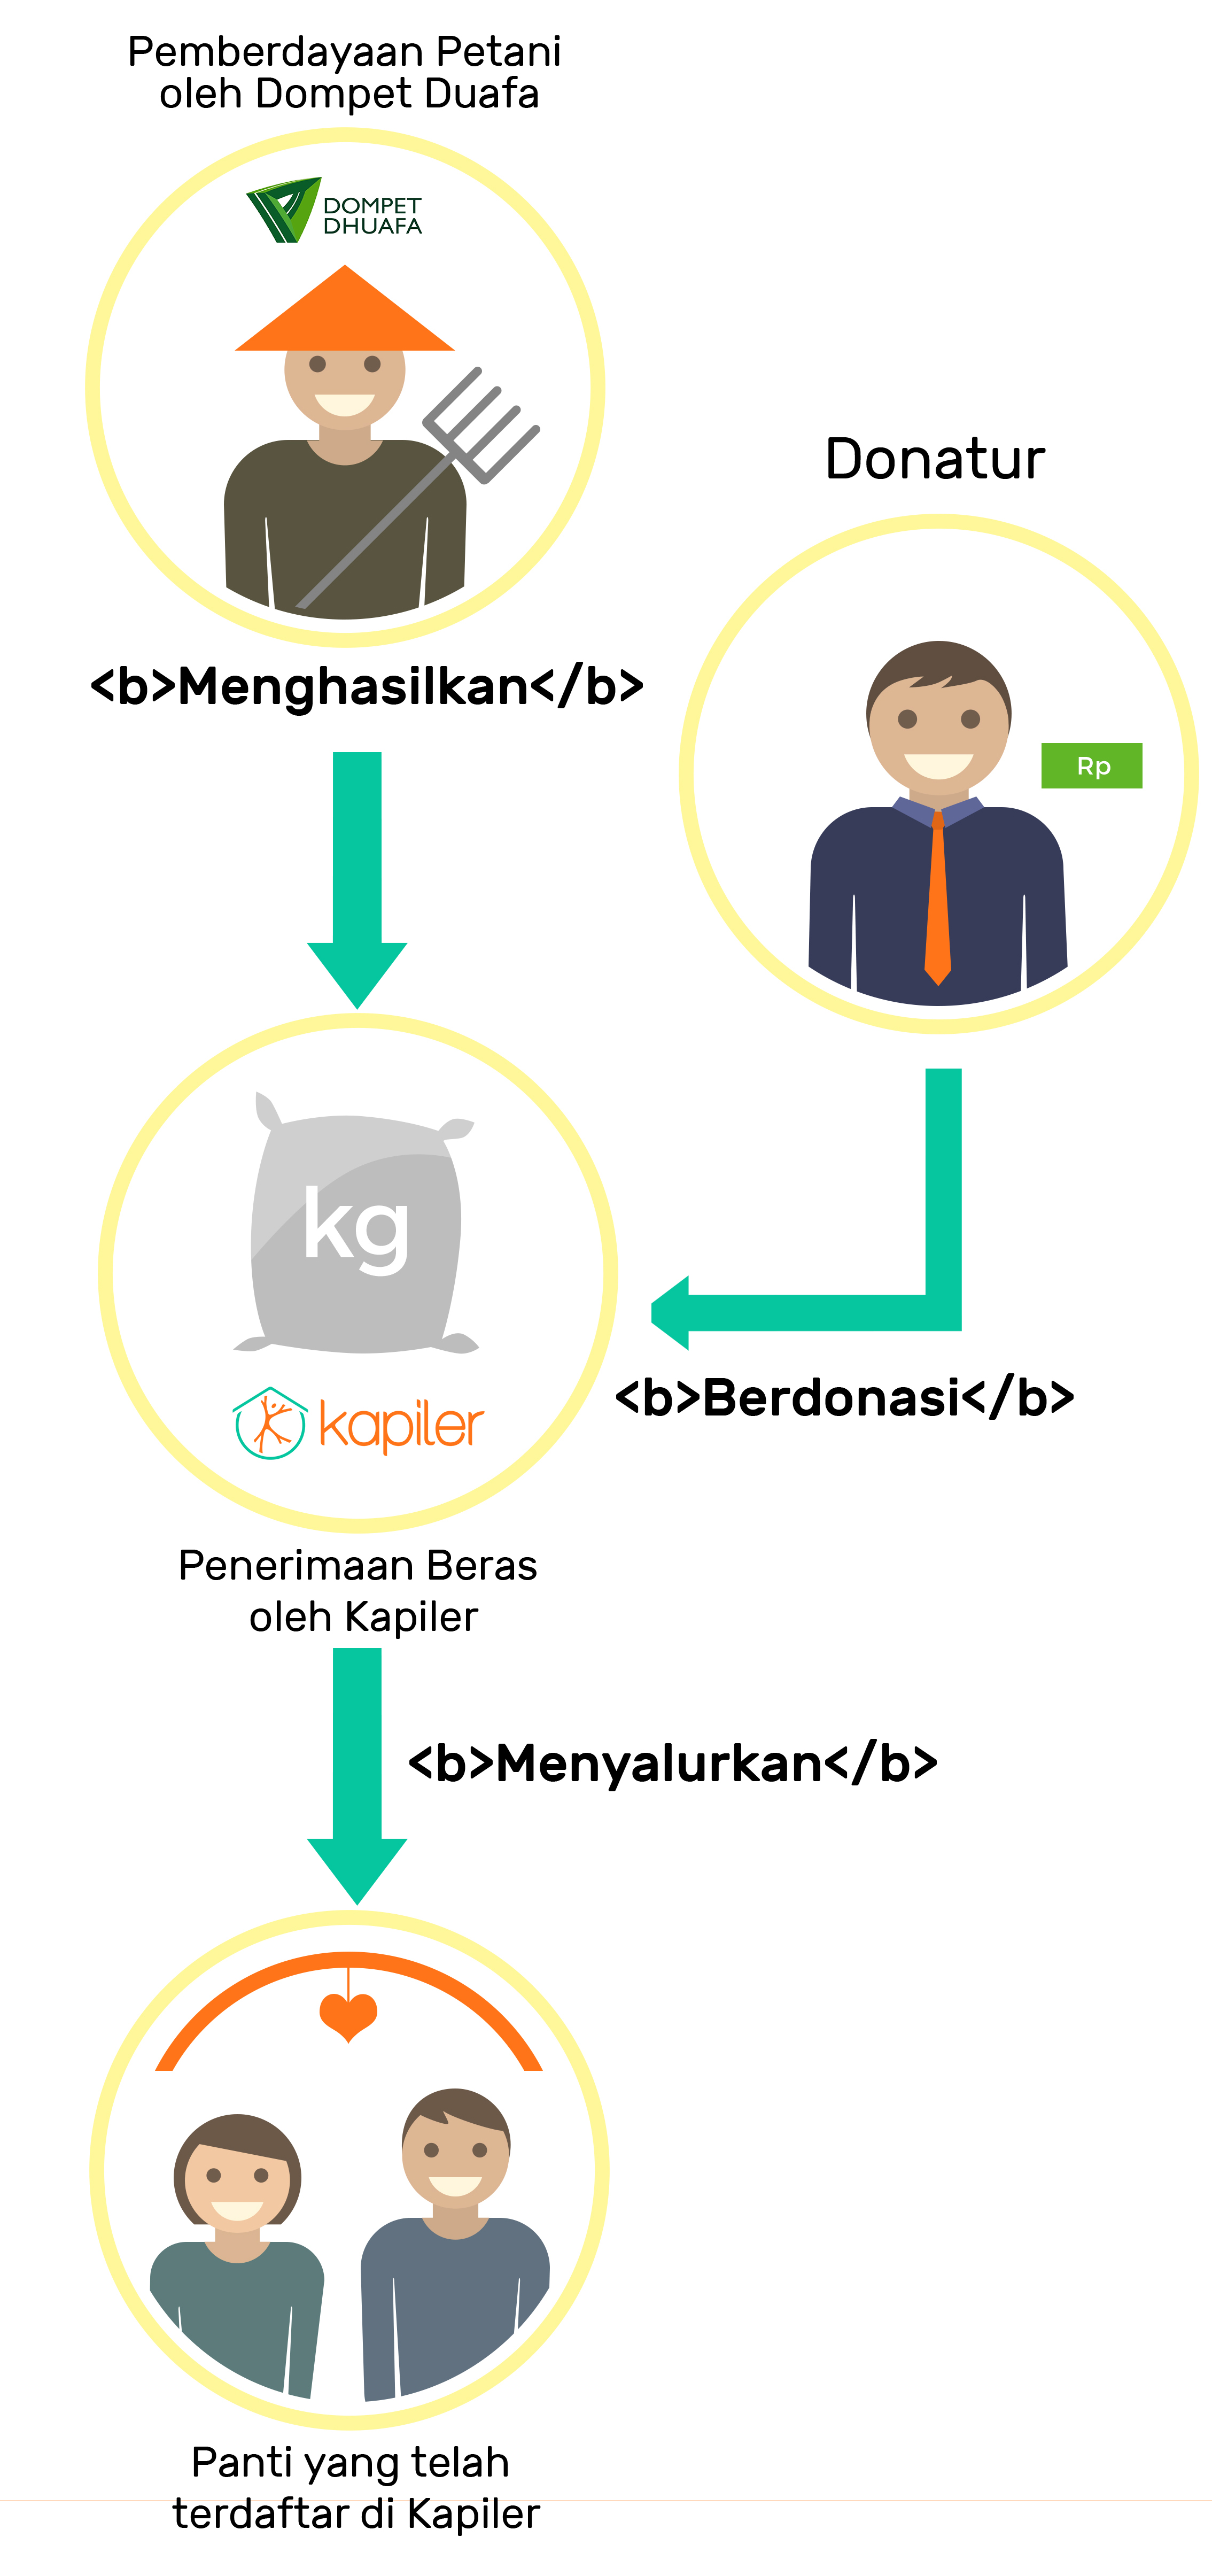 Pemberdayaan Petani
oleh Dompet Duafa
DOMPET
DHUAFA
<b>Menghasilkan</b>
Donatur
Rp
kg
kapiler
<b>Berdonasi</b>
Penerimaan Beras
oleh Kapiler
<b>Menyalurkan</b>
Panti yang telah
terdaftar di Kapiler